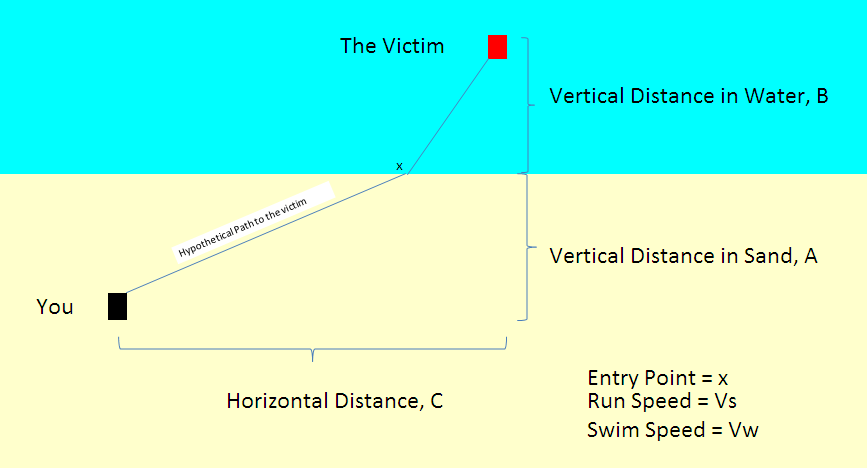 The Victim
Vertical Distance in Water, B
x
Hypothetical Path to the victim
Vertical Distance in Sand, A
You
Horizontal Distance, C
Entry Point = x
Run Speed = Vs
Swim Speed = Vw